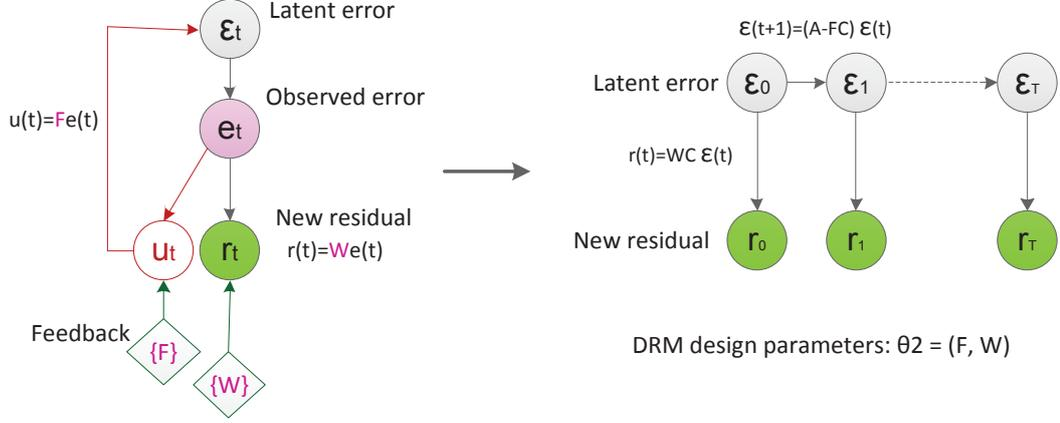 Latent error
εt
u(t)=Fe(t)
Observed error
et
New residual
r(t)=We(t)
ut
rt
Feedback
{F}
{W}
ε(t+1)=(A-FC) ε(t)
Latent error
ε0
ε1
εT
r(t)=WC ε(t)
New residual
r0
r1
rT
DRM design parameters: θ2 = (F, W)